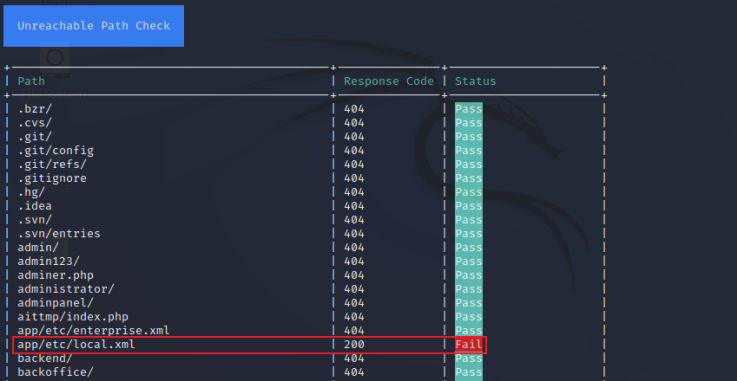 Unreachable Path Check
Path Response Code Status
.bzr/ 404 Pass
.cvs/ 404 Pass
.git/ 404 Pass
.git/config 404 Pass
.git/refs/ 404 Pass
.gitignore 404 Pass
.hg/ 404 Pass
.idea 404 Pass
.svn/ 404 Pass
.svn/entries 404 Pass
admin/ 404 Pass
admin123/ 404 Pass
adminer.php 404 Pass
administrator/ 404 Pass
adminpanel/ 404 Pass
aittmp/index.php 404 Pass
app/etc/enterprise.xml 404 Pass
app/etc/local.xml 200 Fail
backend/ 404 Pass
backoffice/ 404 Pass